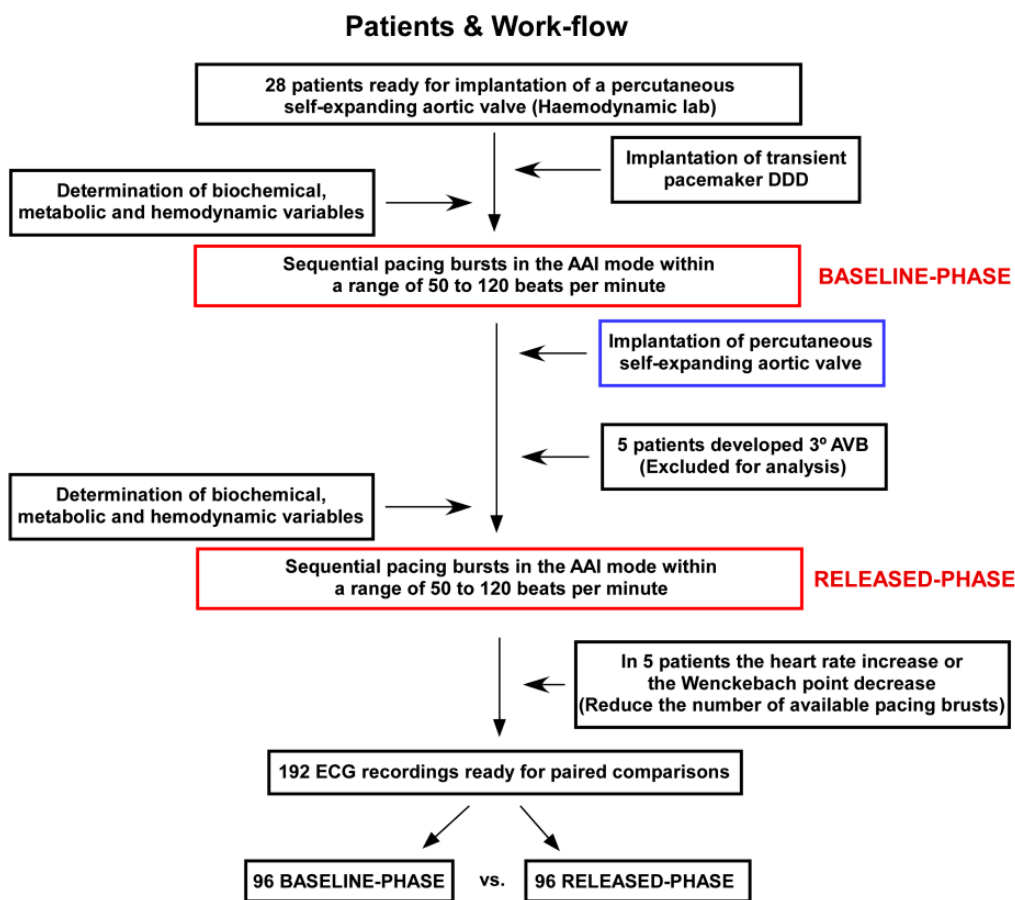 Patients & Work-flow
28 patients ready for implantation of a percutaneous
self-expanding aortic valve (Haemodynamic lab)
Implantation of transient
pacemaker DDD
Determination of biochemical,
metabolic and hemodynamic variables
Sequential pacing bursts in the AAI mode within
a range of 50 to 120 beats per minute
BASELINE-PHASE
Implantation of percutaneous
self-expanding aortic valve
5 patients developed 3º AVB
(Excluded for analysis)
Determination of biochemical,
metabolic and hemodynamic variables
Sequential pacing bursts in the AAI mode within
a range of 50 to 120 beats per minute
RELEASED-PHASE
In 5 patients the heart rate increase or
the Wenckebach point decrease
(Reduce the number of available pacing brusts)
192 ECG recordings ready for paired comparisons
96 BASELINE-PHASE vs. 96 RELEASED-PHASE